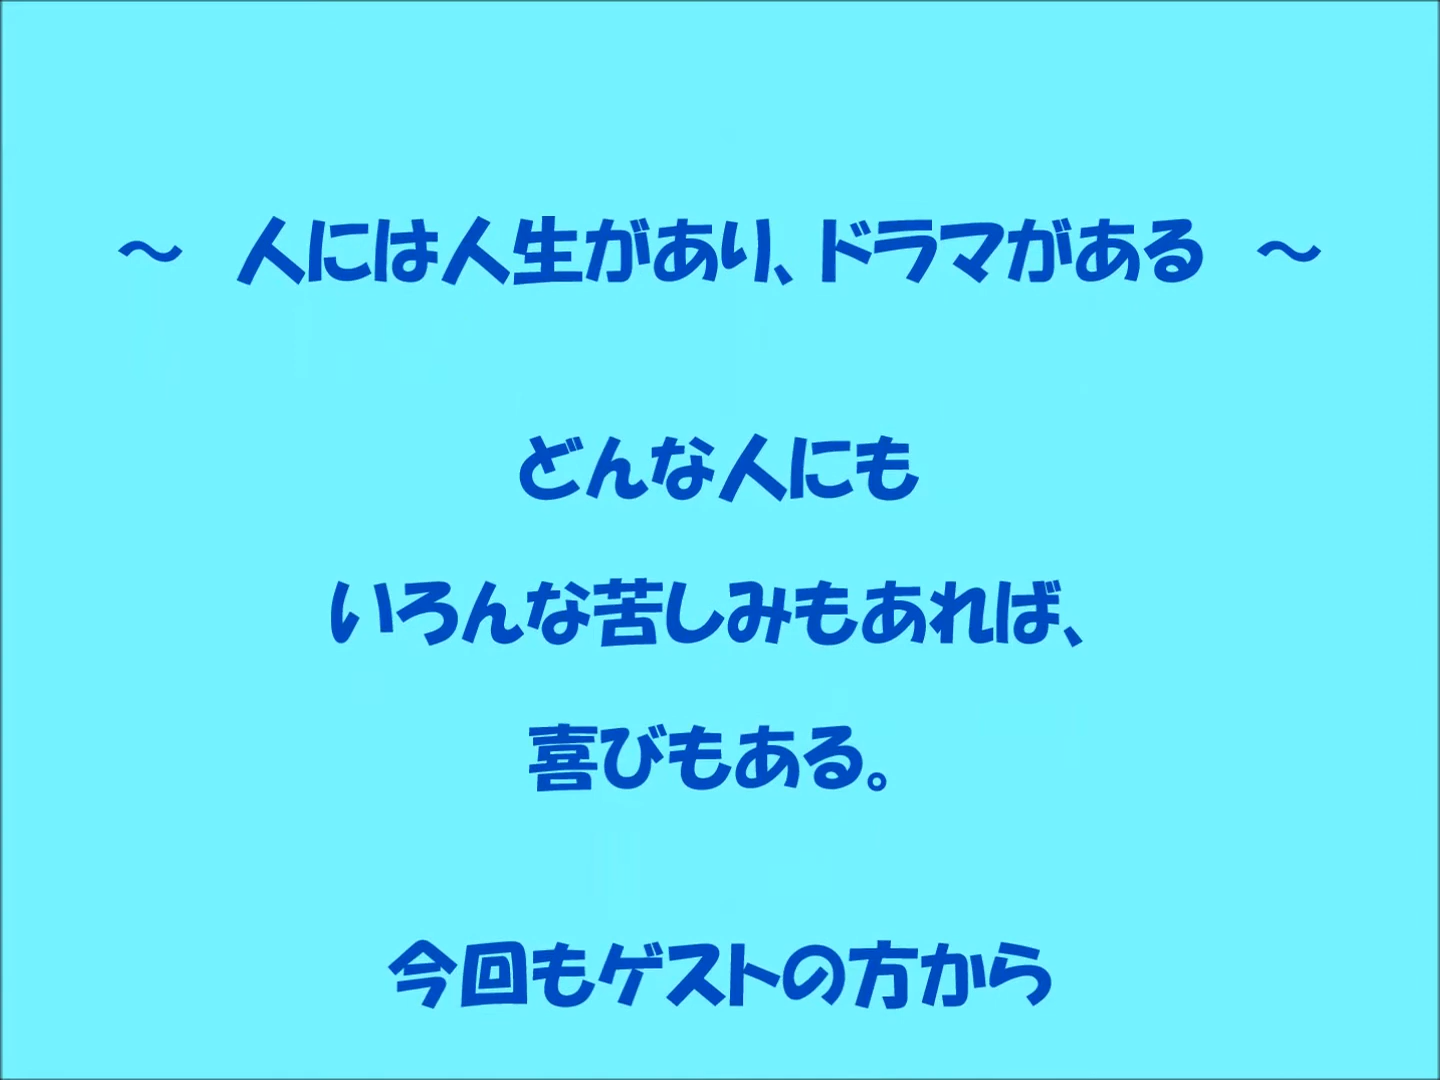 ～　人には人生があり、ドラマがある　～
どんな人にも
いろんな苦しみもあれば、
喜びもある。
今回もゲストの方から